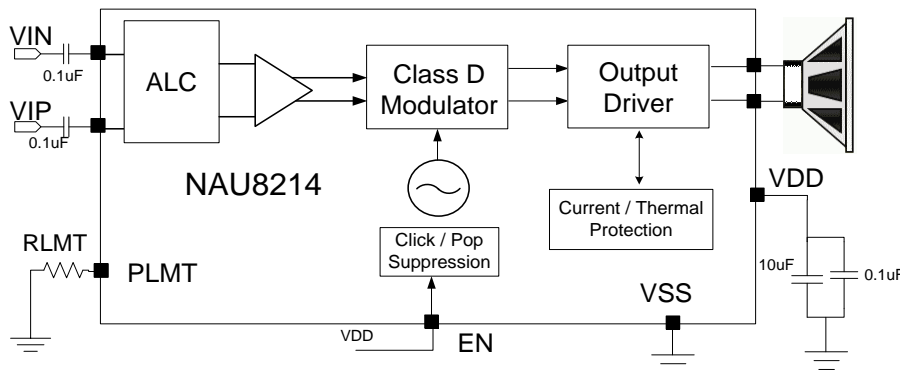 VIN
0.1uF
VIP
0.1uF
ALC
Class D
Modulator
Output
Driver
NAU8214
VDD
Current / Thermal
Protection
Click / Pop
Suppression
RLMT
PLMT
10uF
0.1uF
VSS
VDD
EN